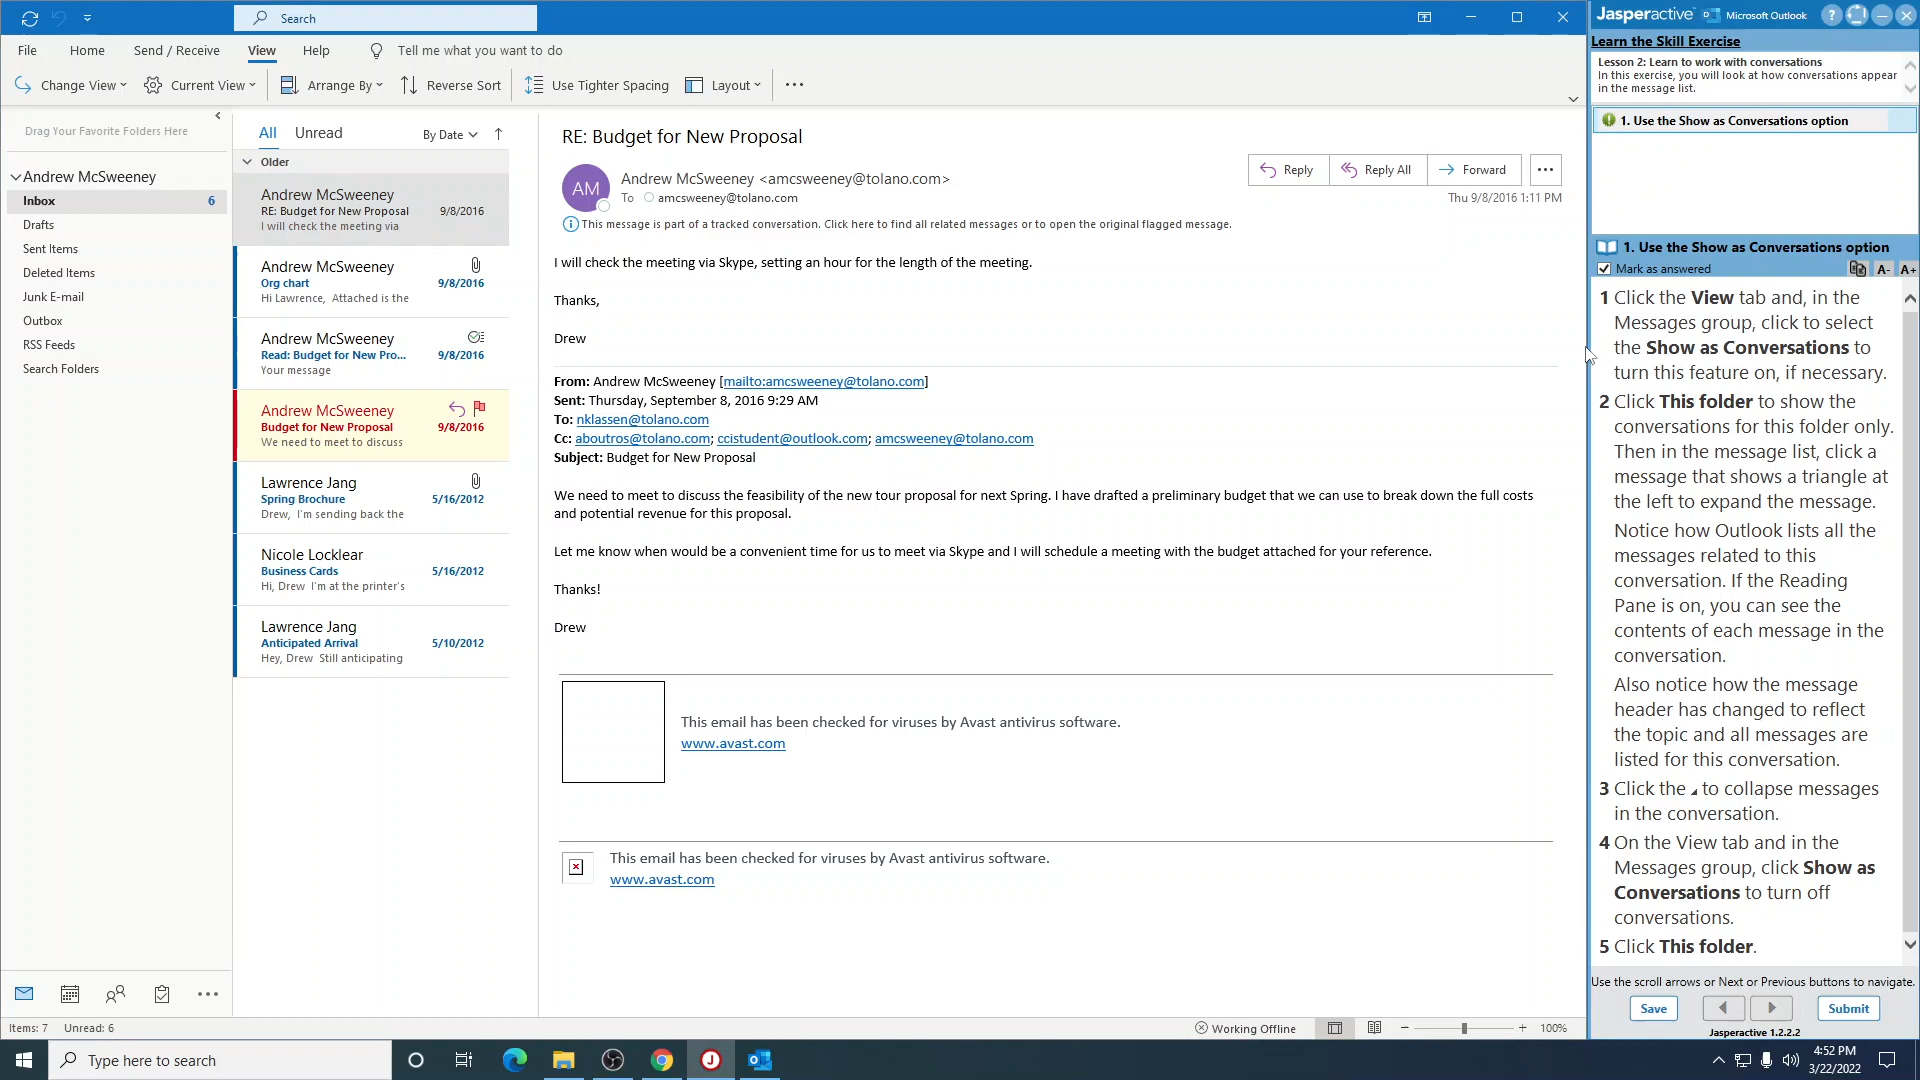 Search
File Home Send / Receive View Help Tell me what you want to do
Change View Current View Arrange By Reverse Sort Use Tighter Spacing Layout
Drag Your Favorite Folders Here
Andrew McSweeney
Inbox 6
Drafts
Sent Items
Deleted Items
Junk E-mail
Outbox
RSS Feeds
Search Folders
Items: 7 Unread: 6
All Unread By Date
Older
Andrew McSweeney
RE: Budget for New Proposal 9/8/2016
I will check the meeting via
Andrew McSweeney
Org chart 9/8/2016
Hi Lawrence, Attached is the
Andrew McSweeney
Read: Budget for New Pro... 9/8/2016
Your message
Andrew McSweeney
Budget for New Proposal 9/8/2016
We need to meet to discuss
Lawrence Jang
Spring Brochure 5/16/2012
Drew, I'm sending back the
Nicole Locklear
Business Cards 5/16/2012
Hi, Drew I'm at the printer's
Lawrence Jang
Anticipated Arrival 5/10/2012
Hey, Drew Still anticipating
RE: Budget for New Proposal
AM
Andrew McSweeney <amcsweeney@tolano.com>
To amcsweeney@tolano.com
Reply Reply All Forward
Thu 9/8/2016 1:11 PM
This message is part of a tracked conversation. Click here to find all related messages or to open the original flagged message.
I will check the meeting via Skype, setting an hour for the length of the meeting.
Thanks,
Drew
From: Andrew McSweeney [mailto:amcsweeney@tolano.com]
Sent: Thursday, September 8, 2016 9:29 AM
To: nklassen@tolano.com
Cc: aboutros@tolano.com; ccistudent@outlook.com; amcsweeney@tolano.com
Subject: Budget for New Proposal
We need to meet to discuss the feasibility of the new tour proposal for next Spring. I have drafted a preliminary budget that we can use to break down the full costs
and potential revenue for this proposal.
Let me know when would be a convenient time for us to meet via Skype and I will schedule a meeting with the budget attached for your reference.
Thanks!
Drew
This email has been checked for viruses by Avast antivirus software.
www.avast.com
This email has been checked for viruses by Avast antivirus software.
www.avast.com
Working Offline 100%
Jasperactive Microsoft Outlook
Learn the Skill Exercise
Lesson 2: Learn to work with conversations
In this exercise, you will look at how conversations appear
in the message list.
1. Use the Show as Conversations option
1. Use the Show as Conversations option
Mark as answered A- A+
1 Click the View tab and, in the
Messages group, click to select
the Show as Conversations to
turn this feature on, if necessary.
2 Click This folder to show the
conversations for this folder only.
Then in the message list, click a
message that shows a triangle at
the left to expand the message.
Notice how Outlook lists all the
messages related to this
conversation. If the Reading
Pane is on, you can see the
contents of each message in the
conversation.
Also notice how the message
header has changed to reflect
the topic and all messages are
listed for this conversation.
3 Click the to collapse messages
in the conversation.
4 On the View tab and in the
Messages group, click Show as
Conversations to turn off
conversations.
5 Click This folder.
Use the scroll arrows or Next or Previous buttons to navigate.
Save Submit
Jasperactive 1.2.2.2
Type here to search
4:52 PM
3/22/2022